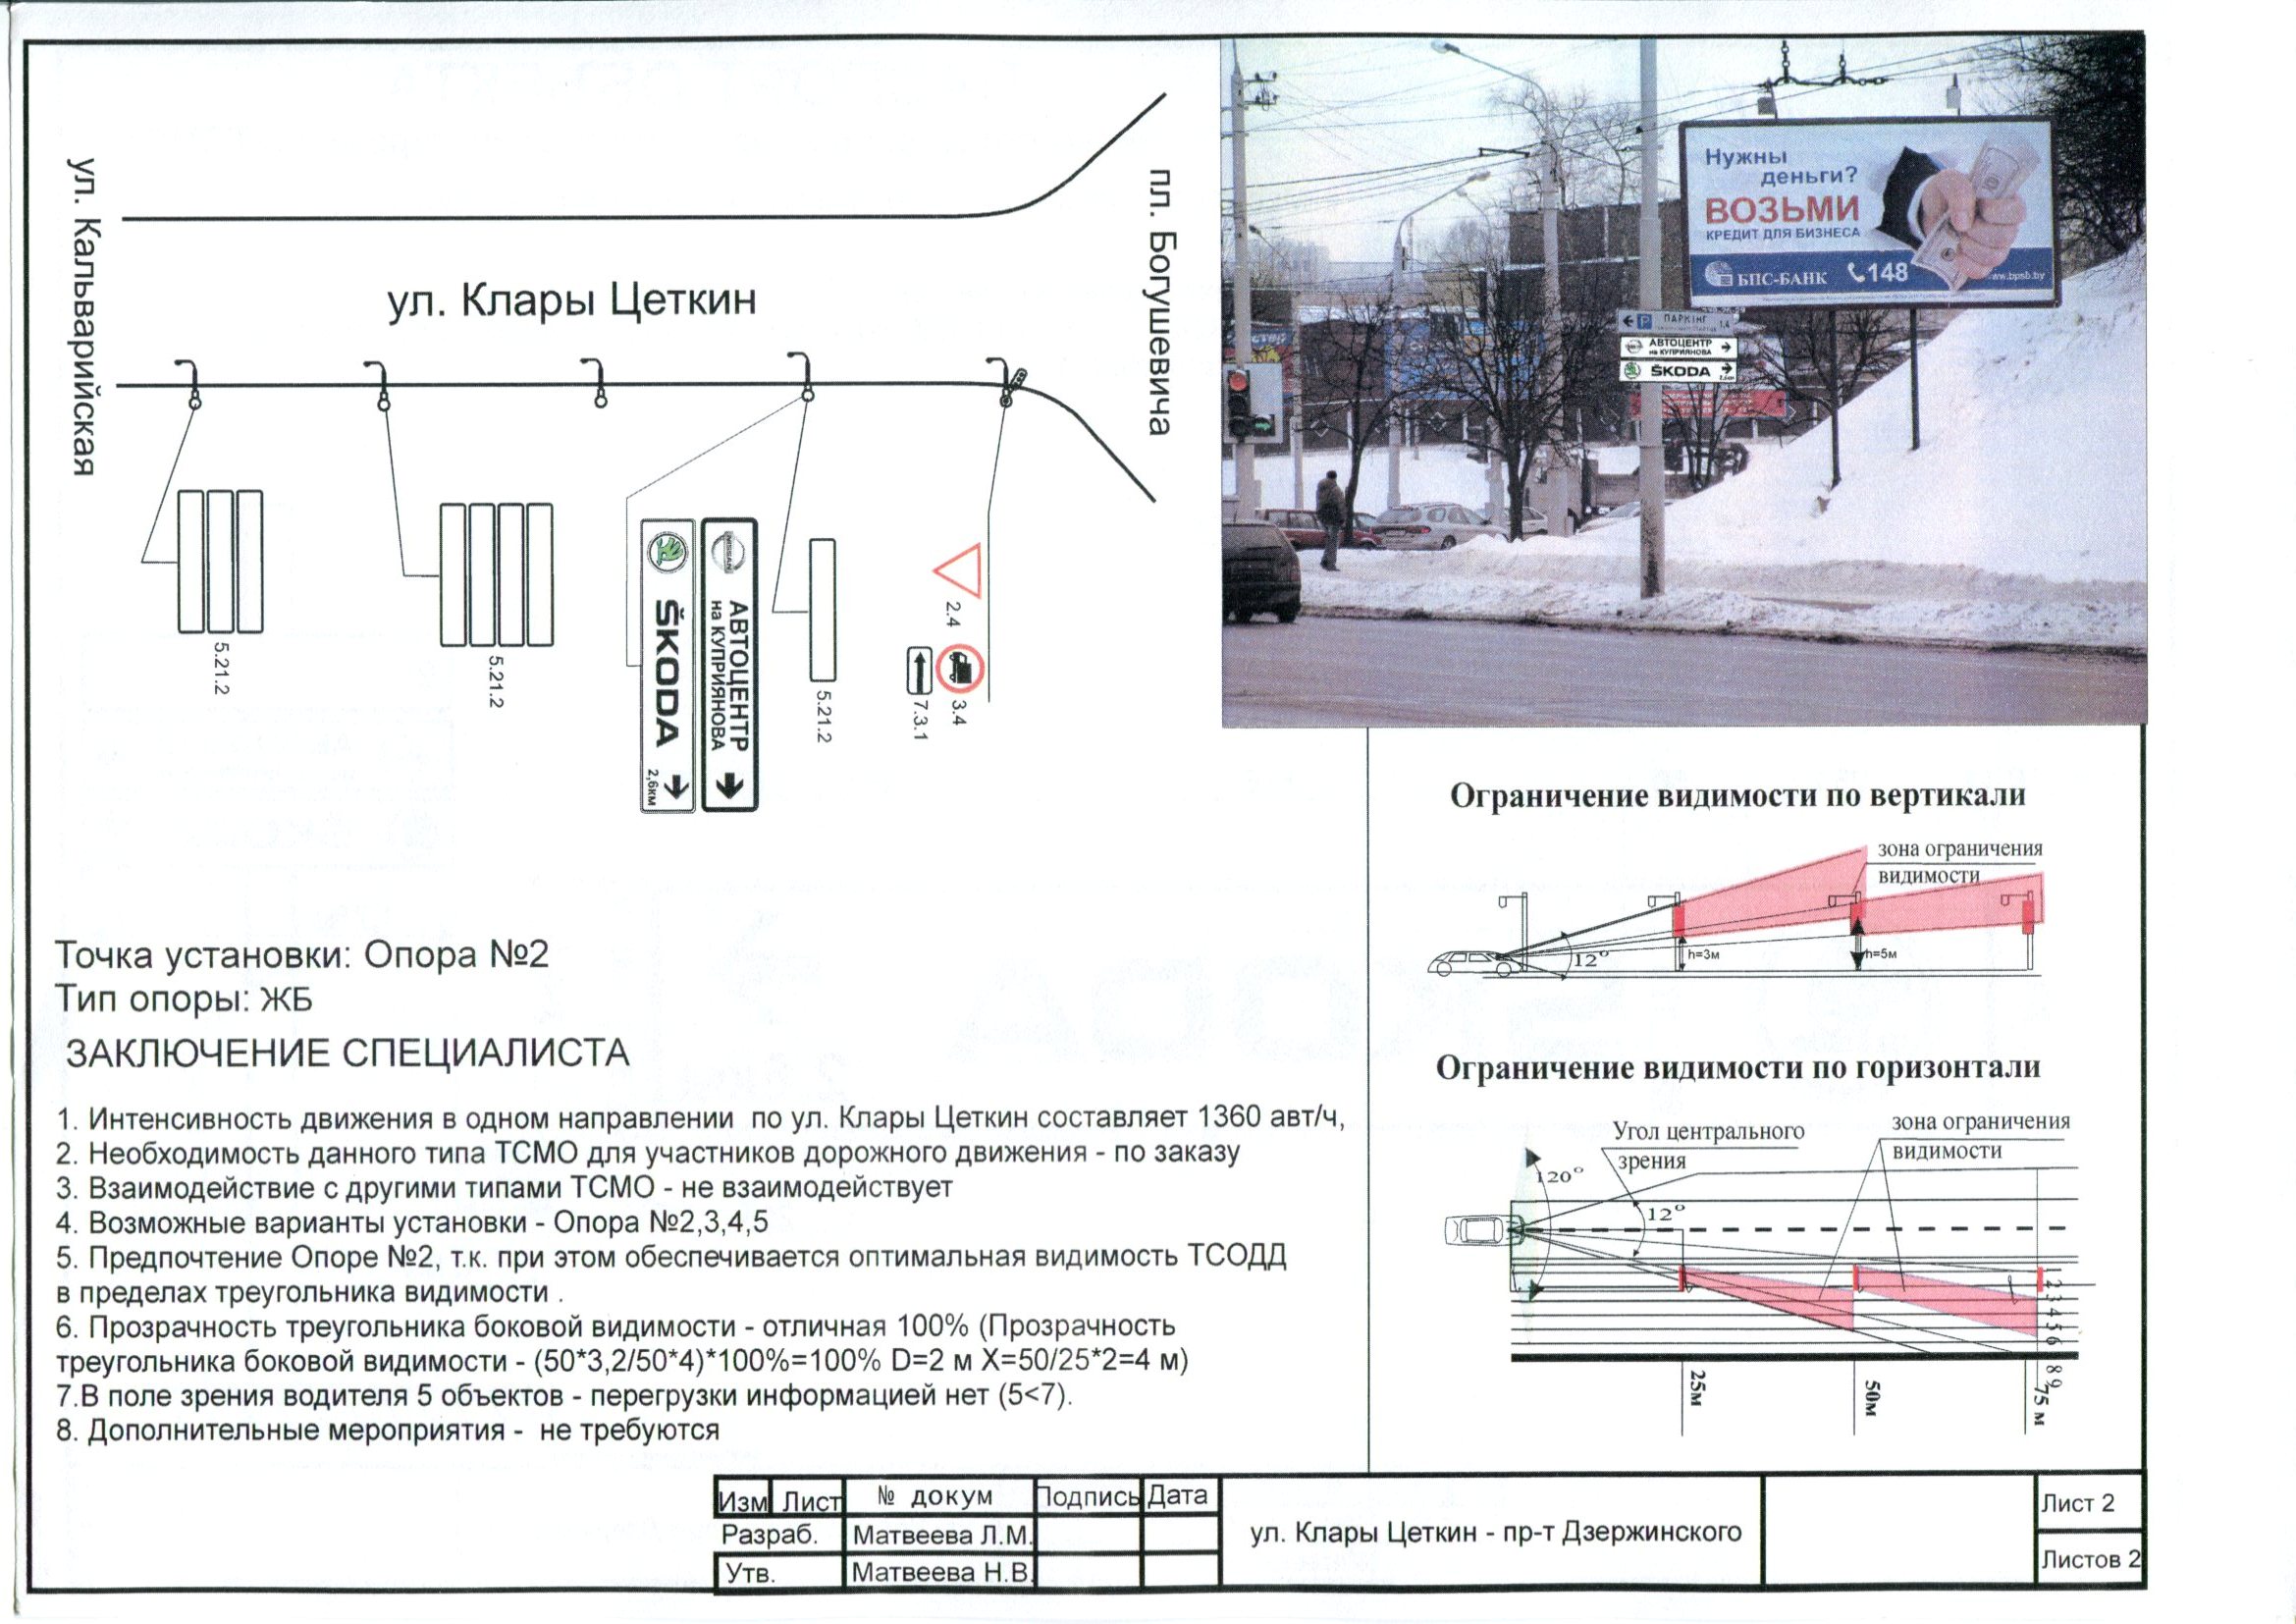 ул. Кальварийская
ул. Клары Цеткин
пл. Богушевича
5.21.2
5.21.2
ŠKODA
2,6км
NISSAN
АВТОЦЕНТР
на КУПРИЯНОВА
5.21.2
2.4
3.4
7.3.1
Нужны
деньги?
ВОЗЬМИ
КРЕДИТ ДЛЯ БИЗНЕСА
БПС-БАНК 148
www.bpsb.by
P ПАРКІНГ
АВТОЦЕНТР
на КУПРИЯНОВА
ŠKODA
Ограничение видимости по вертикали
зона ограничения
видимости
12°
h=3м
h=5м
Ограничение видимости по горизонтали
Угол центрального
зрения
зона ограничения
видимости
120°
12°
1 2 3 4 5 6 8 9
25м
50м
75 м
Точка установки: Опора №2
Тип опоры: ЖБ
ЗАКЛЮЧЕНИЕ СПЕЦИАЛИСТА
1. Интенсивность движения в одном направлении по ул. Клары Цеткин составляет 1360 авт/ч,
2. Необходимость данного типа ТСМО для участников дорожного движения - по заказу
3. Взаимодействие с другими типами ТСМО - не взаимодействует
4. Возможные варианты установки - Опора №2,3,4,5
5. Предпочтение Опоре №2, т.к. при этом обеспечивается оптимальная видимость ТСОДД
в пределах треугольника видимости .
6. Прозрачность треугольника боковой видимости - отличная 100% (Прозрачность
треугольника боковой видимости - (50*3,2/50*4)*100%=100% D=2 м X=50/25*2=4 м)
7.В поле зрения водителя 5 объектов - перегрузки информацией нет (5<7).
8. Дополнительные мероприятия - не требуются
Изм Лист № докум Подпись Дата
Разраб. Матвеева Л.М.
Утв. Матвеева Н.В.
ул. Клары Цеткин - пр-т Дзержинского
Лист 2
Листов 2